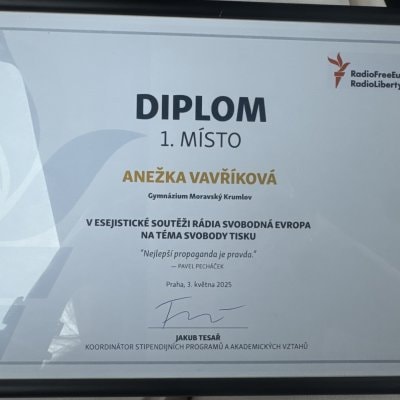 RadioFreeEu
RadioLiberty
DIPLOM
1. MÍSTO
ANEŽKA VAVŘÍKOVÁ
Gymnázium Moravský Krumlov
V ESEJISTICKÉ SOUTĚŽI RÁDIA SVOBODNÁ EVROPA
NA TÉMA SVOBODY TISKU
"Nejlepší propaganda je pravda."
— PAVEL PECHÁČEK
Praha, 3. května 2025
JAKUB TESAŘ
KOORDINÁTOR STIPENDIJNÍCH PROGRAMŮ A AKADEMICKÝCH VZTAHŮ